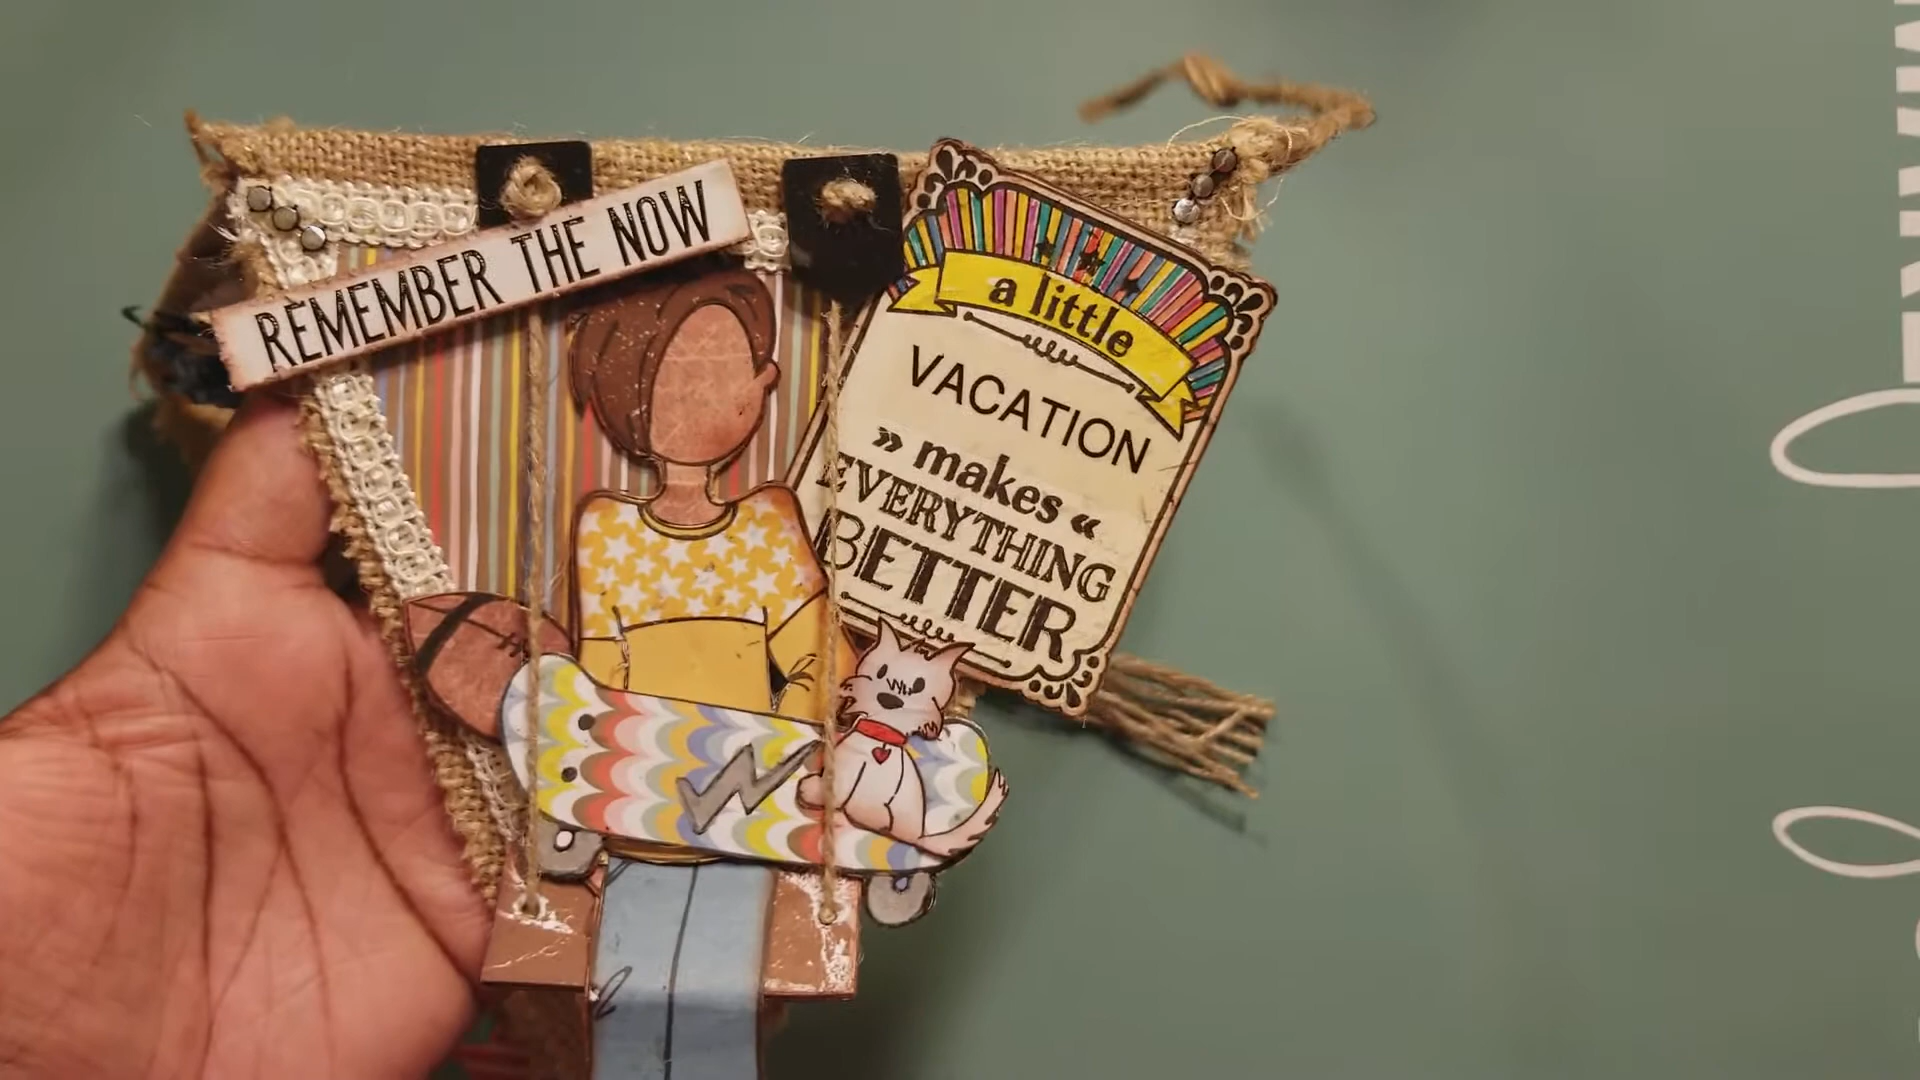 REMEMBER THE NOW
a little
VACATION
» makes «
EVERYTHING
BETTER